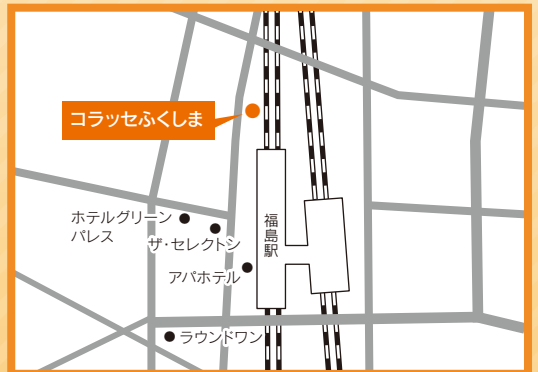 コラッセふくしま
ホテルグリーン
パレス
ザ・セレクトン
福島駅
アパホテル
ラウンドワン